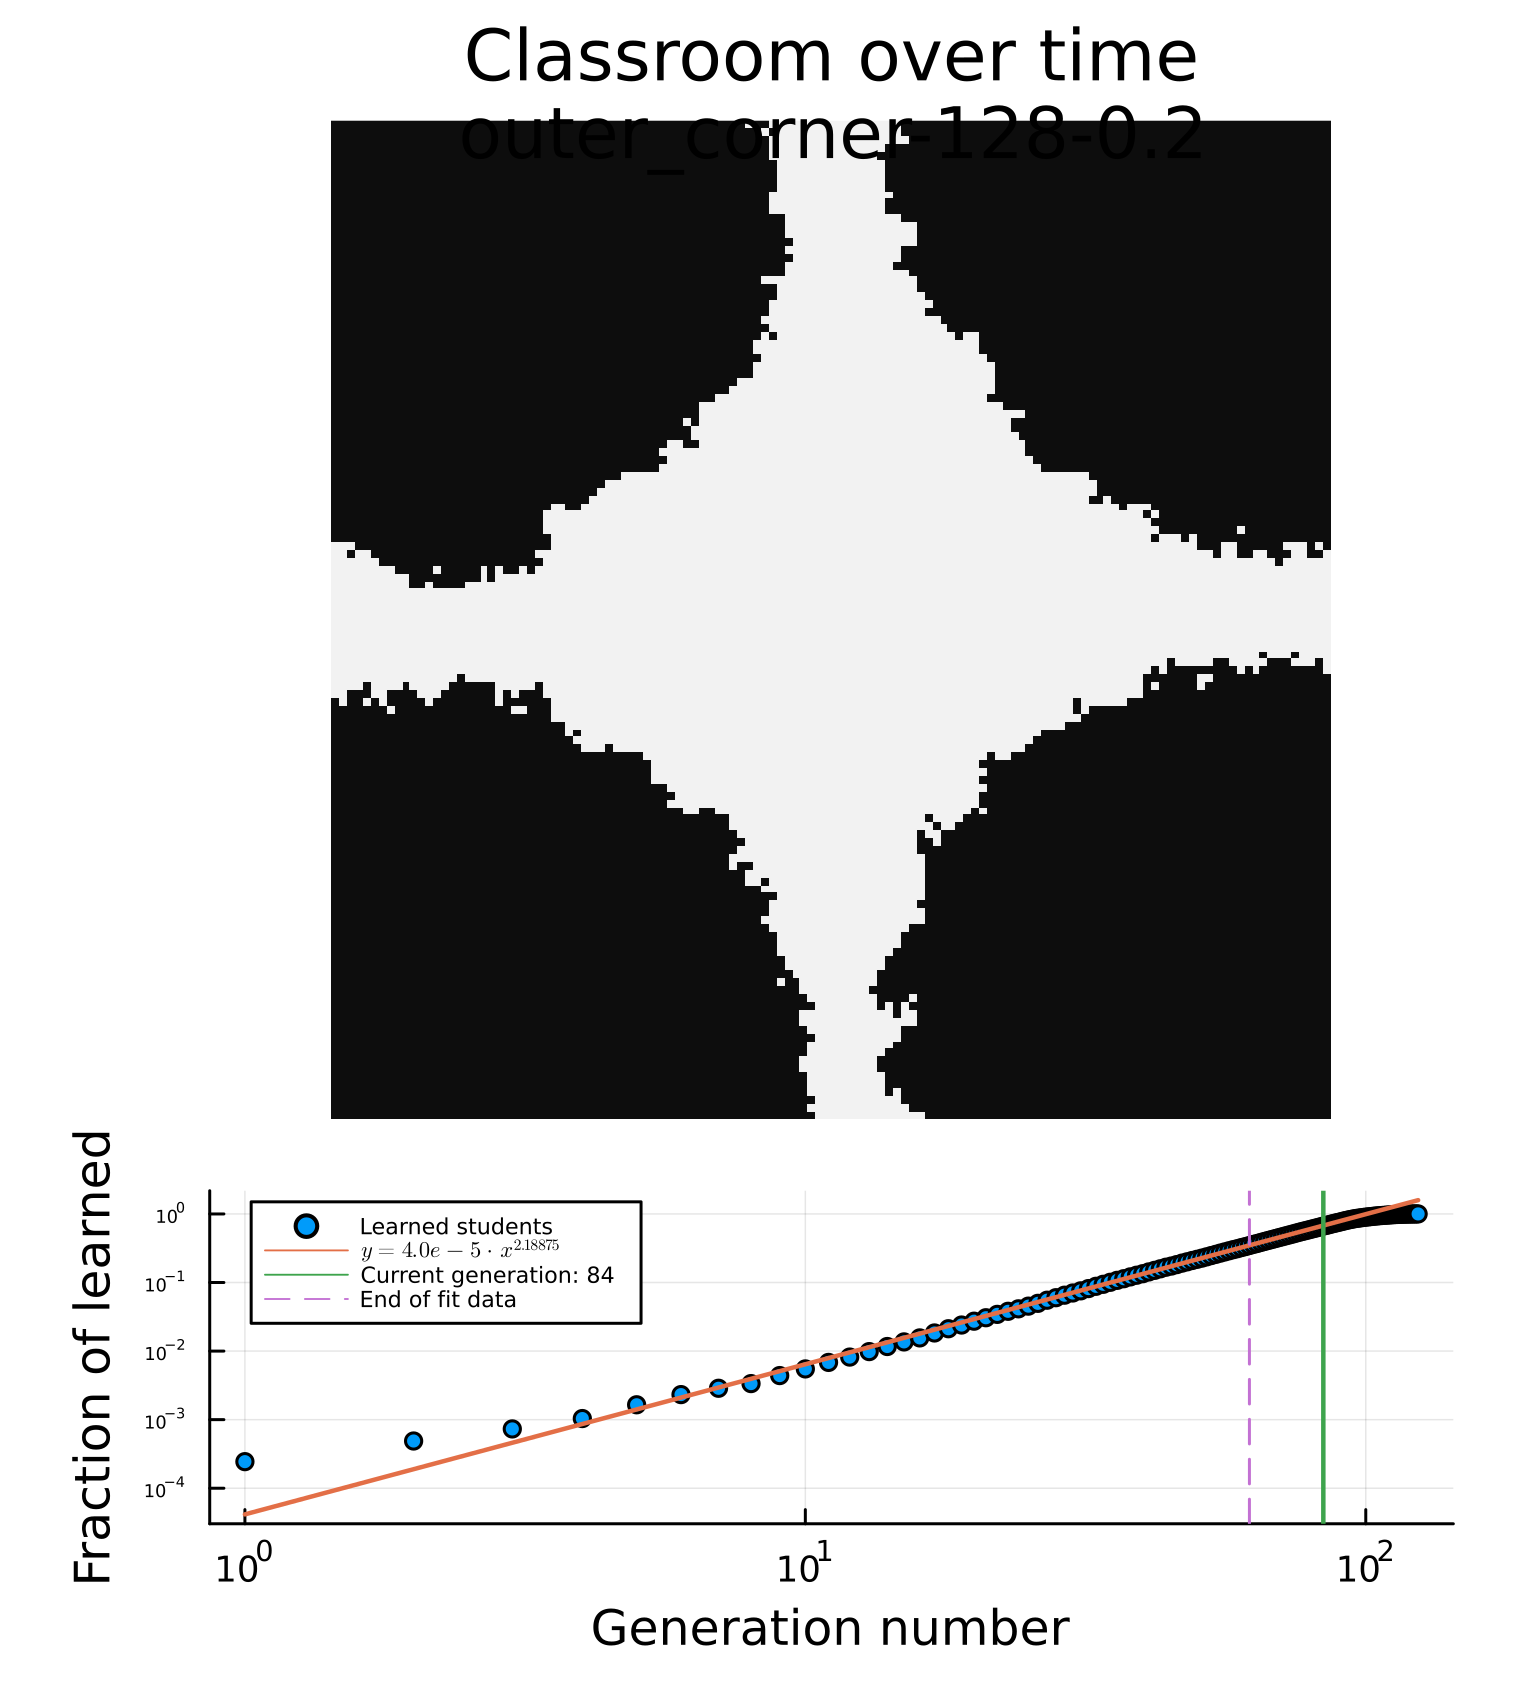 Classroom over time
outer_corner-128-0.2
Fraction of learned
10^0
10^−1
10^−2
10^−3
10^−4
Learned students
y = 4.0e − 5 · x^2.18875
Current generation: 84
End of fit data
10^0
10^1
10^2
Generation number